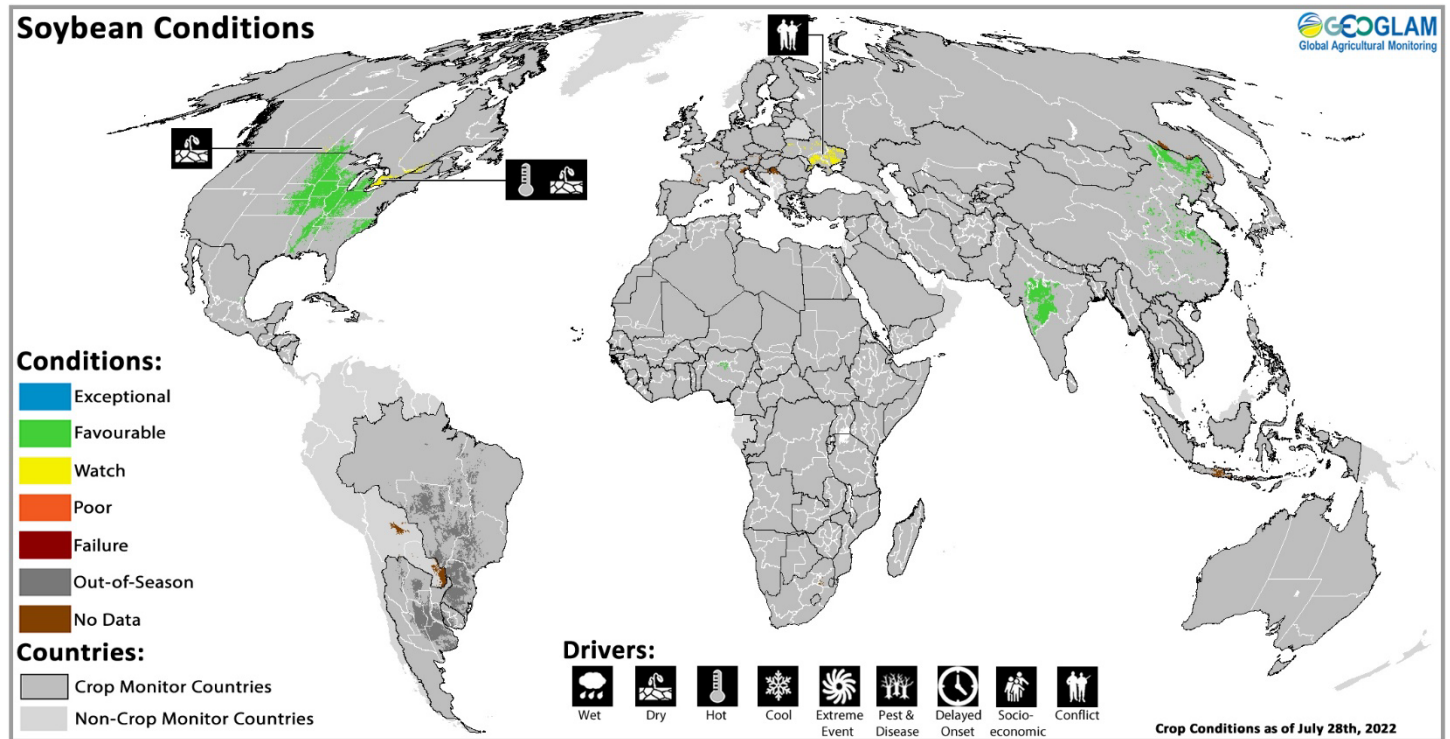 Soybean Conditions
GEOGLAM
Global Agricultural Monitoring
Conditions:
Exceptional
Favourable
Watch
Poor
Failure
Out-of-Season
No Data
Countries:
Crop Monitor Countries
Non-Crop Monitor Countries
Drivers:
Wet
Dry
Hot
Cool
Extreme
Event
Pest &
Disease
Delayed
Onset
Socio-
economic
Conflict
Crop Conditions as of July 28th, 2022